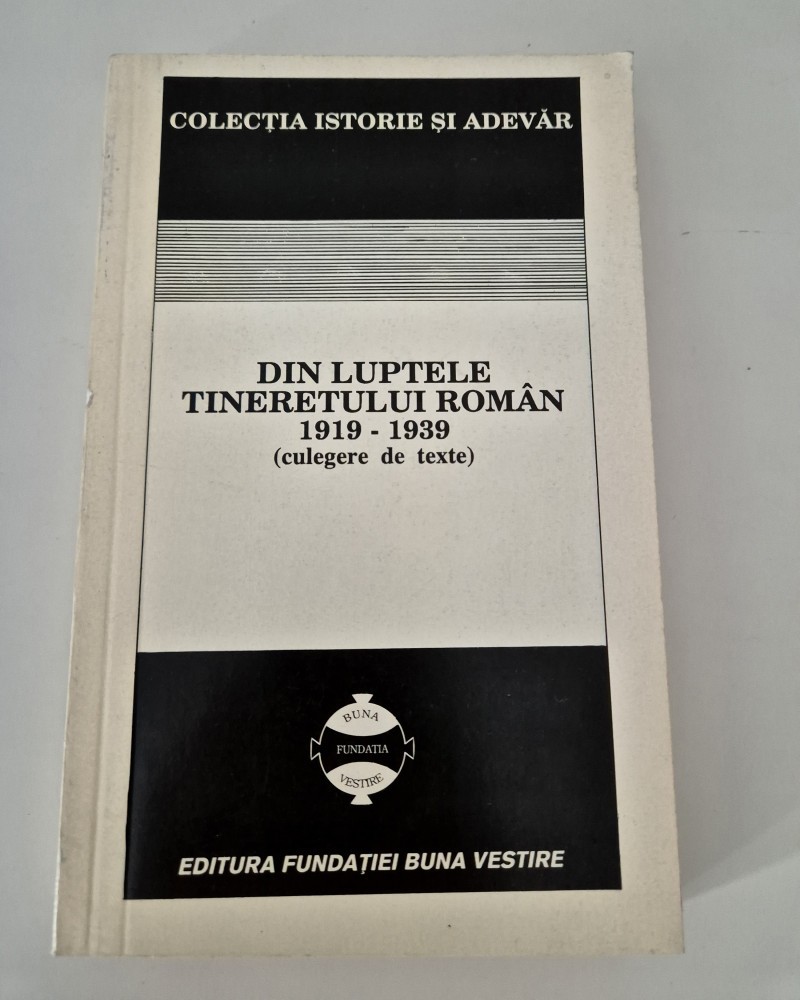 COLECȚIA ISTORIE ȘI ADEVĂR
DIN LUPTELE
TINERETULUI ROMÂN
1919 - 1939
(culegere de texte)
BUNA
FUNDATIA
VESTIRE
EDITURA FUNDAȚIEI BUNA VESTIRE